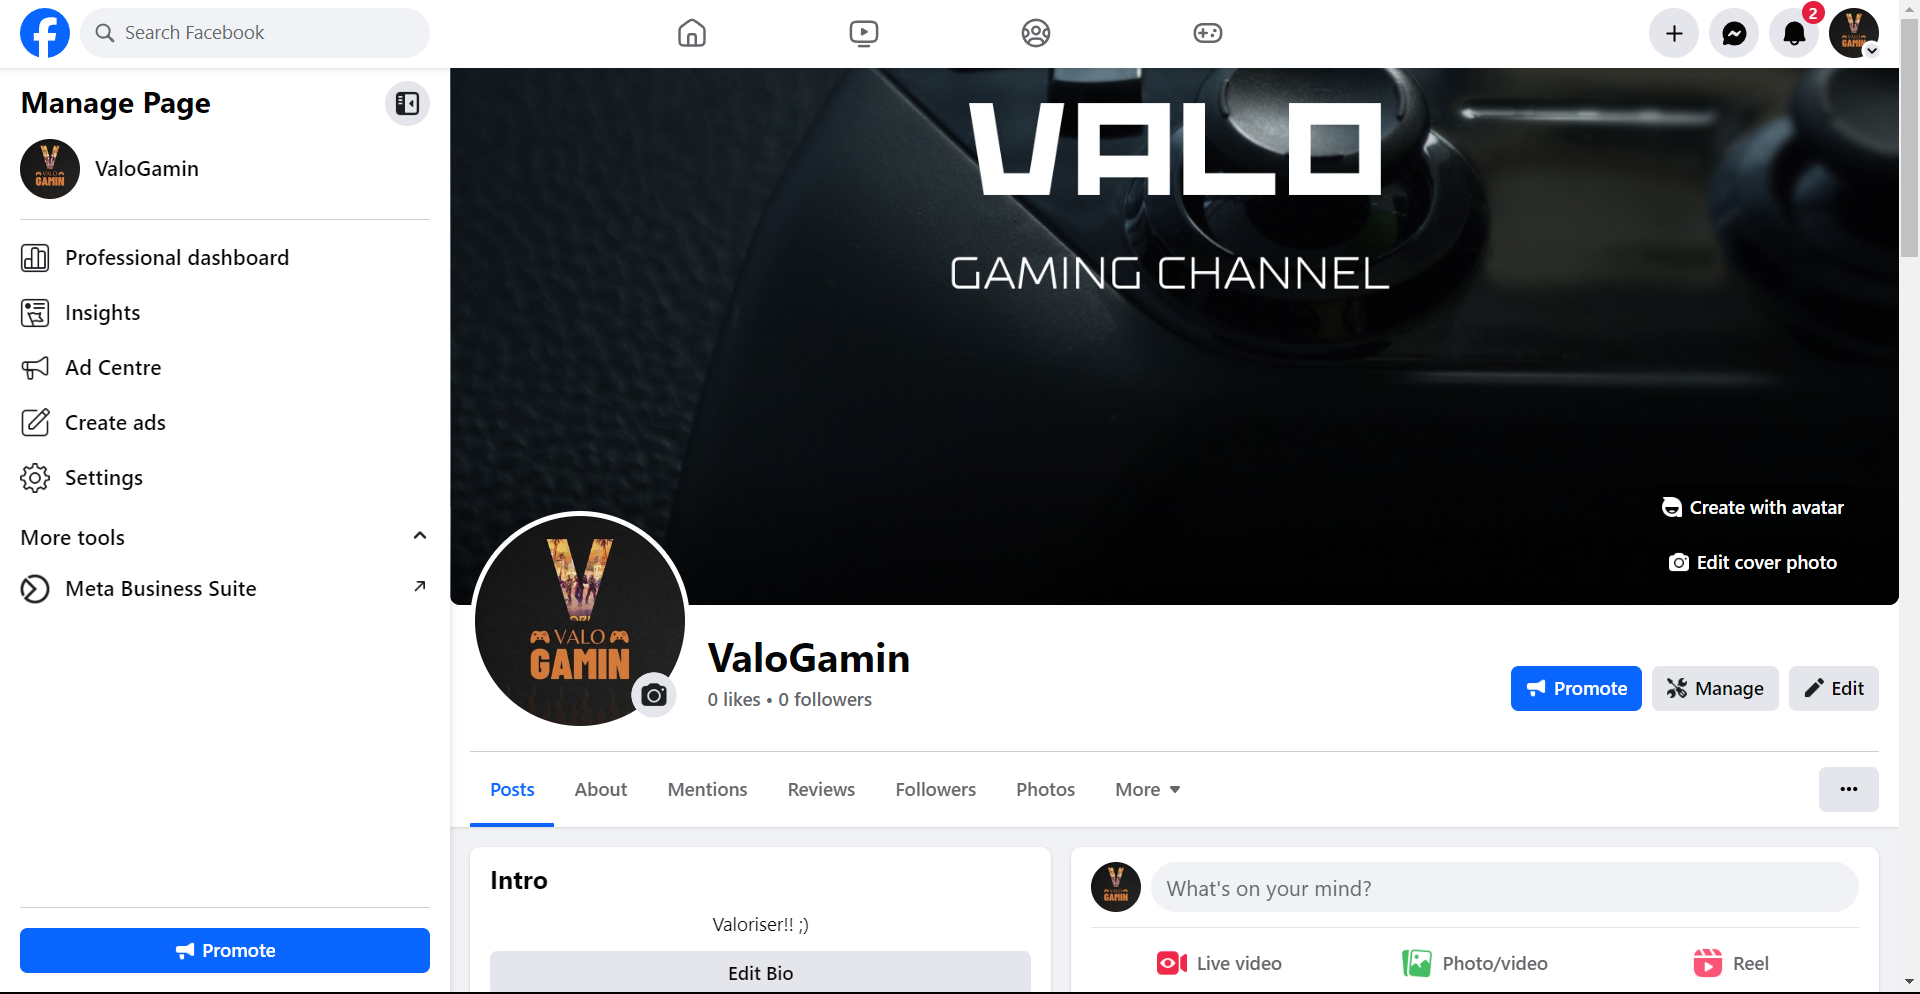 Search Facebook
2
Manage Page
ValoGamin
Professional dashboard
Insights
Ad Centre
Create ads
Settings
More tools
Meta Business Suite
Promote
VALO
GAMING CHANNEL
Create with avatar
Edit cover photo
V
VALO
GAMIN
ValoGamin
0 likes • 0 followers
Promote
Manage
Edit
Posts
About
Mentions
Reviews
Followers
Photos
More
Intro
Valoriser!! ;)
Edit Bio
What's on your mind?
Live video
Photo/video
Reel